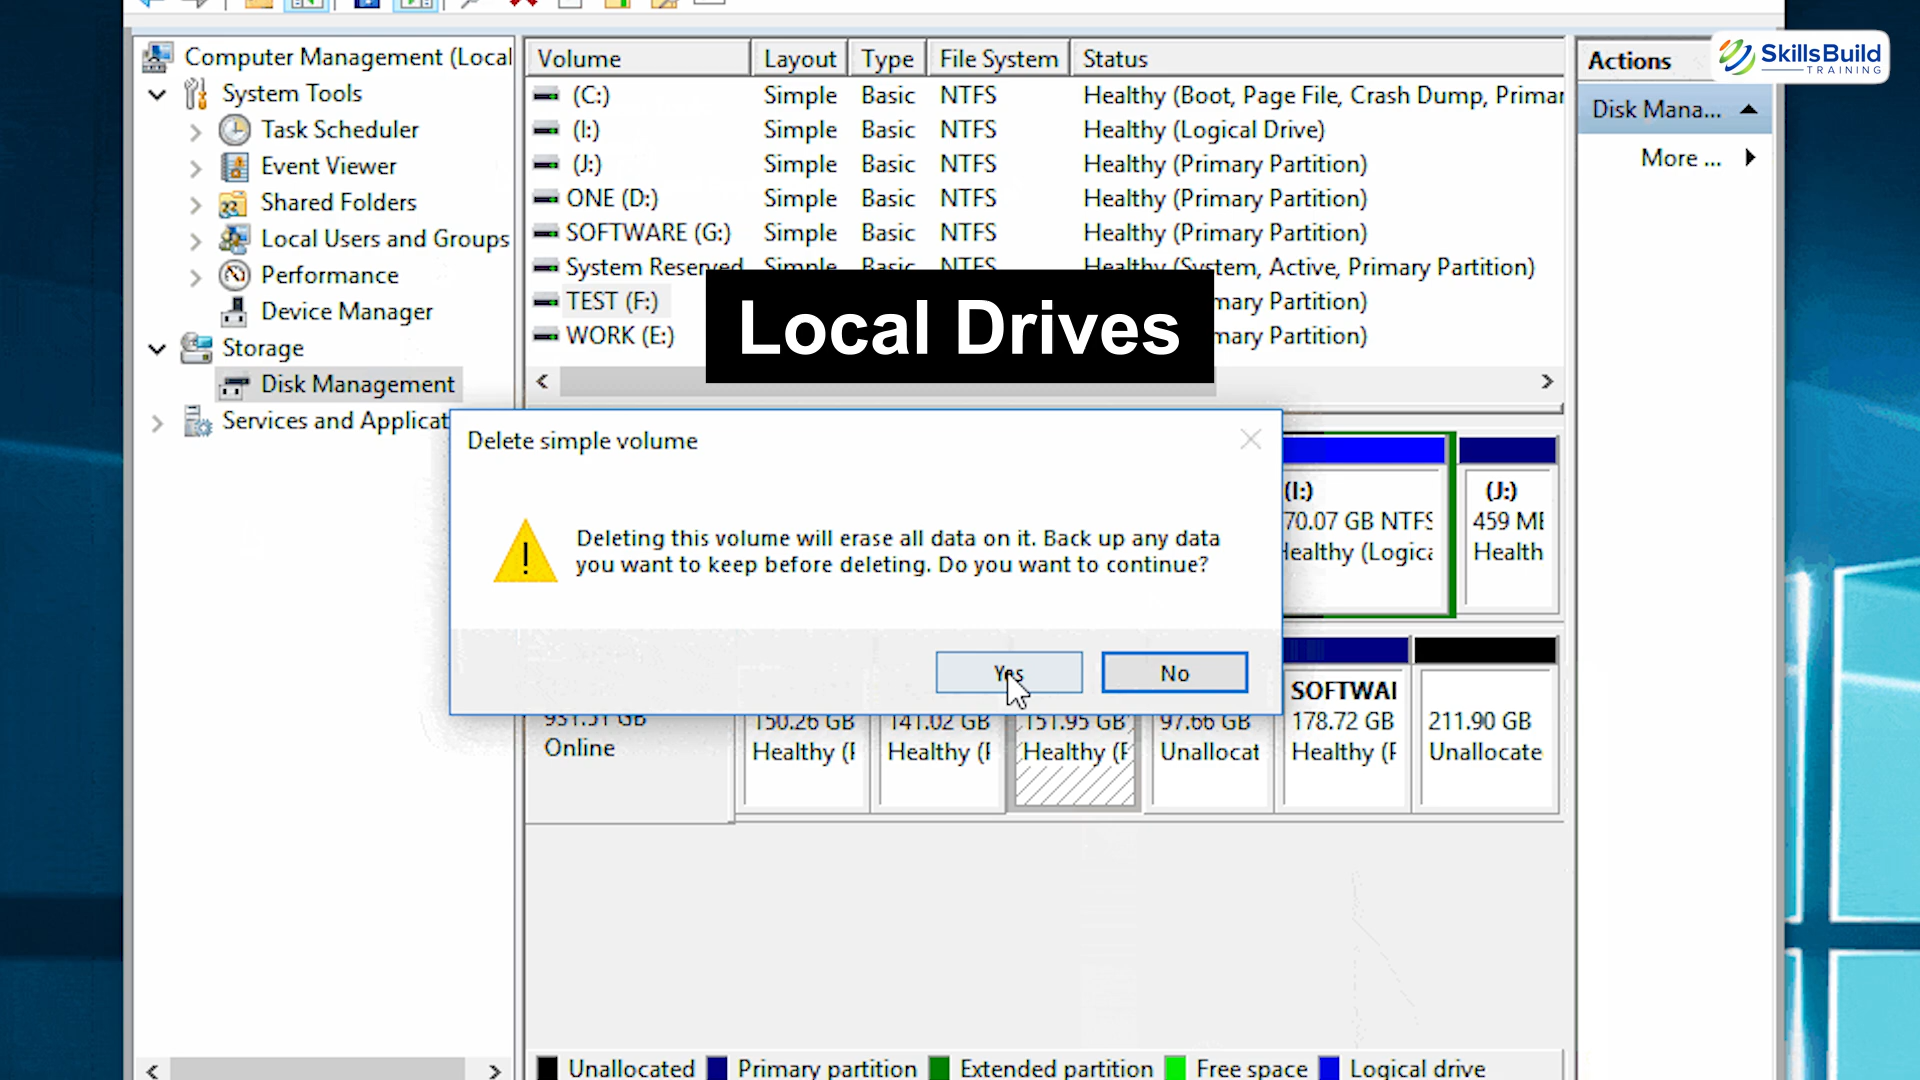 SkillsBuild
TRAINING
Computer Management (Local
System Tools
Task Scheduler
Event Viewer
Shared Folders
Local Users and Groups
Performance
Device Manager
Storage
Disk Management
Services and Applicat
Volume Layout Type File System Status
(C:) Simple Basic NTFS Healthy (Boot, Page File, Crash Dump, Primar
(I:) Simple Basic NTFS Healthy (Logical Drive)
(J:) Simple Basic NTFS Healthy (Primary Partition)
ONE (D:) Simple Basic NTFS Healthy (Primary Partition)
SOFTWARE (G:) Simple Basic NTFS Healthy (Primary Partition)
System Reserved Simple Basic NTFS Healthy (System, Active, Primary Partition)
TEST (F:) mary Partition)
WORK (E:) mary Partition)
Local Drives
Actions
Disk Mana...
More ...
Delete simple volume
Deleting this volume will erase all data on it. Back up any data
you want to keep before deleting. Do you want to continue?
Yes No
(I:)
70.07 GB NTFS
Healthy (Logica
(J:)
459 ME
Health
931.51 GB
Online
150.26 GB
Healthy (F
141.02 GB
Healthy (F
151.95 GB
Healthy (F
97.66 GB
Unallocat
SOFTWAI
178.72 GB
Healthy (F
211.90 GB
Unallocate
Unallocated Primary partition Extended partition Free space Logical drive